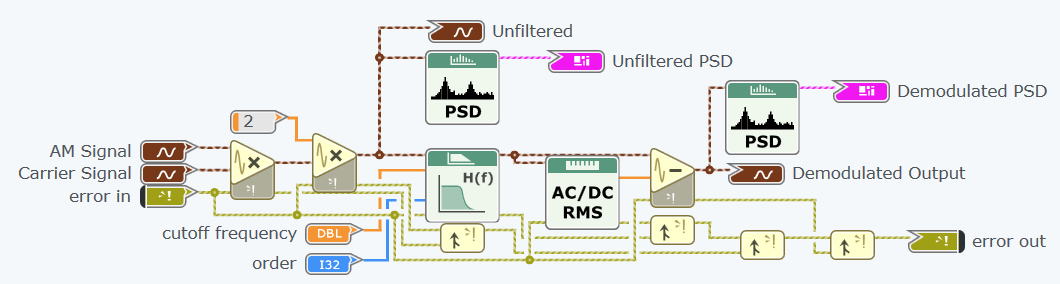 Unfiltered
Unfiltered PSD
PSD
Demodulated PSD
PSD
2
AM Signal
×
×
Carrier Signal
H(f)
AC/DC
RMS
−
Demodulated Output
error in
cutoff frequency
DBL
order
I32
error out